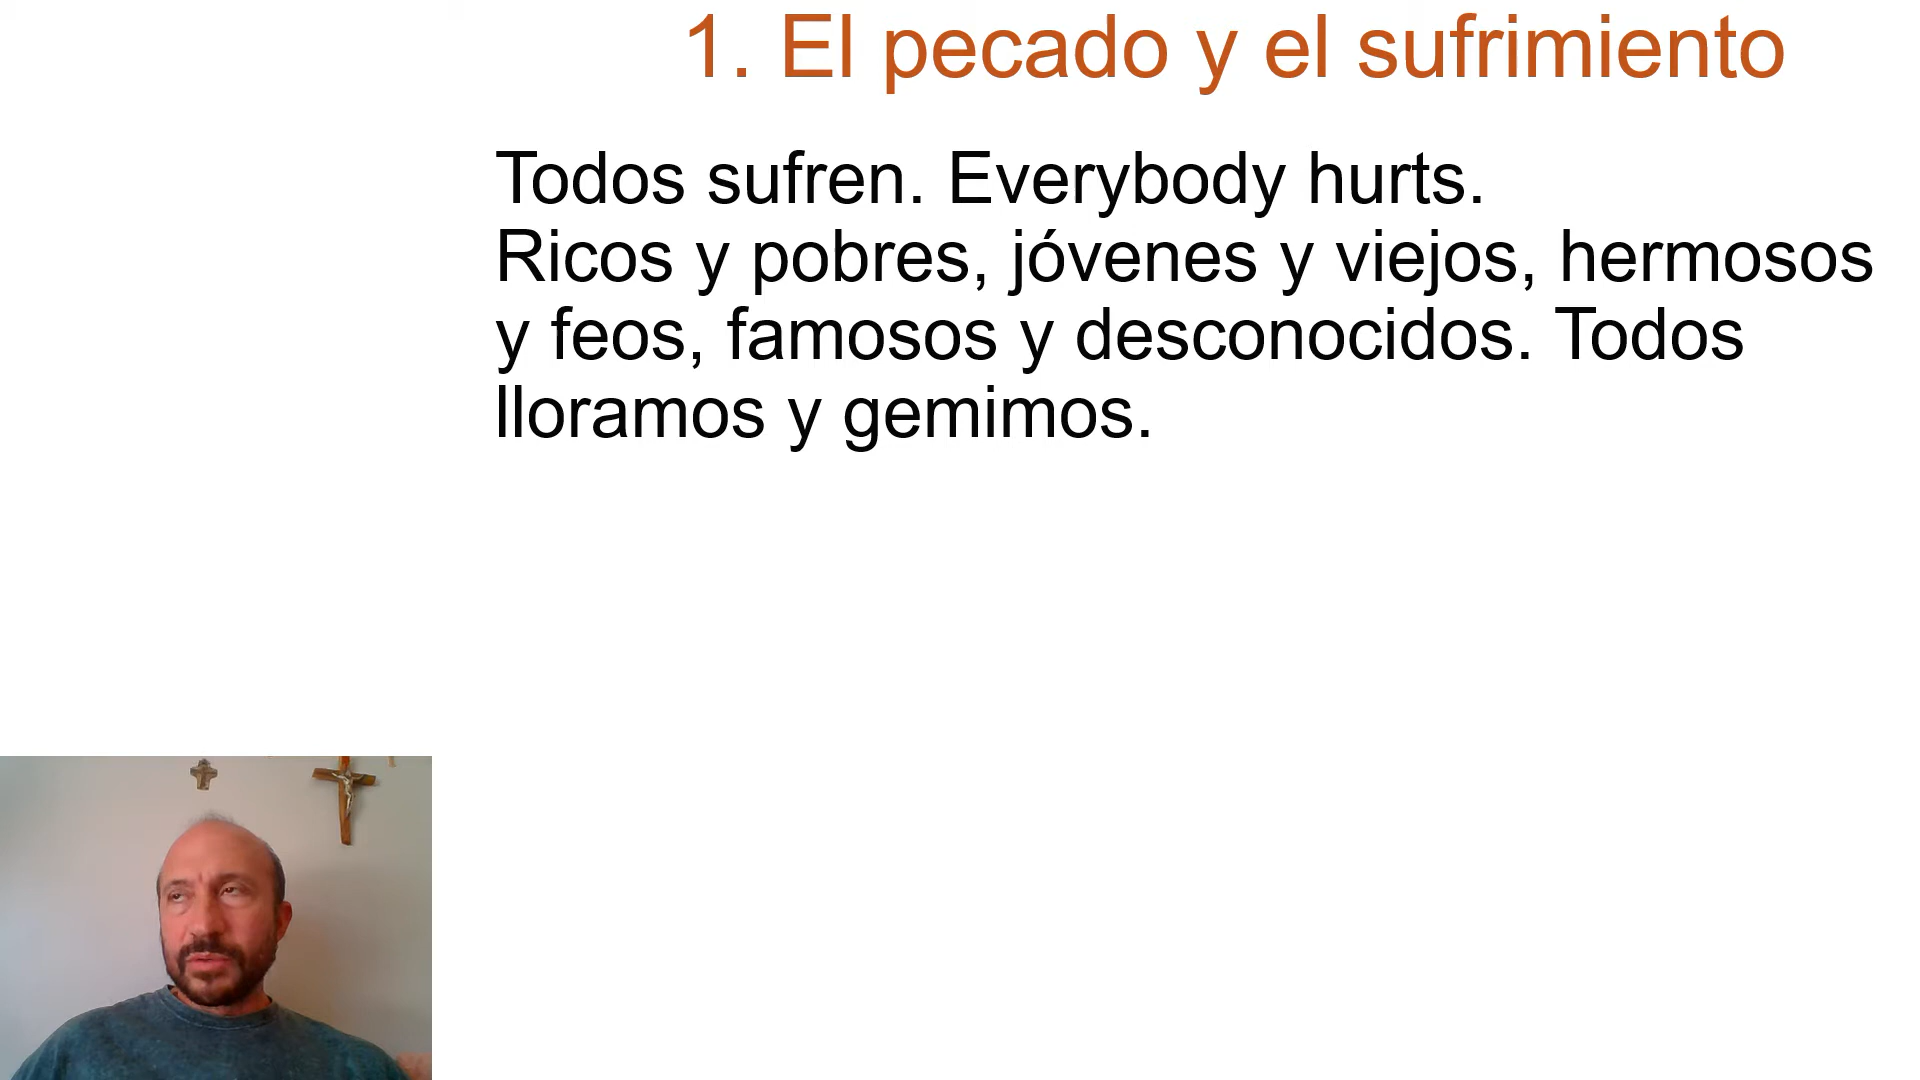 1. El pecado y el sufrimiento
Todos sufren. Everybody hurts.
Ricos y pobres, jóvenes y viejos, hermosos
y feos, famosos y desconocidos. Todos
lloramos y gemimos.